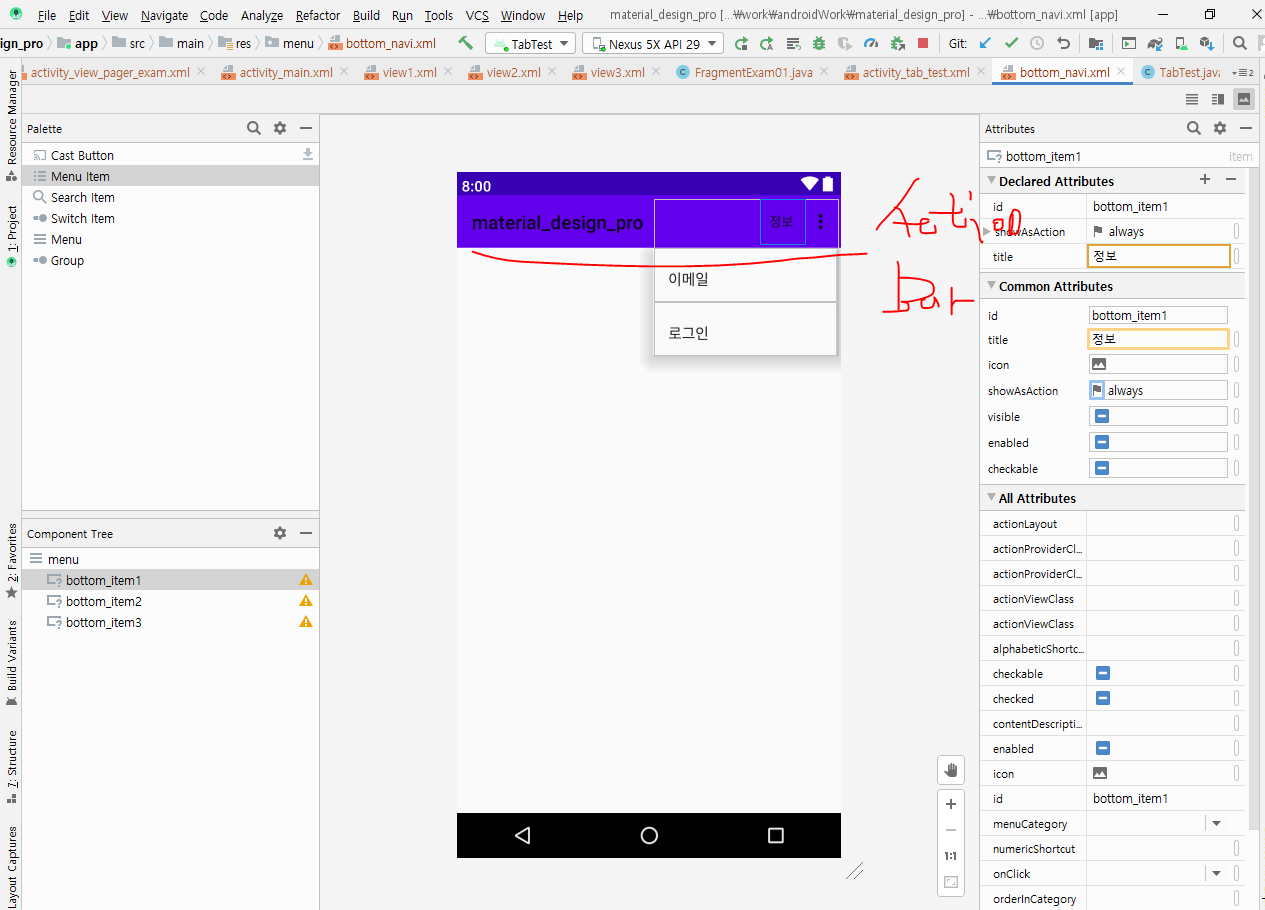 File Edit View Navigate Code Analyze Refactor Build Run Tools VCS Window Help material_design_pro [...₩work₩androidWork₩material_design_pro] - ...₩bottom_navi.xml [app]
ign_pro app src main res menu bottom_navi.xml TabTest Nexus 5X API 29 Git:
activity_view_pager_exam.xml activity_main.xml view1.xml view2.xml view3.xml FragmentExam01.java activity_tab_test.xml bottom_navi.xml TabTest.java 2
Resource Manager
1: Project
2: Favorites
Build Variants
7: Structure
Layout Captures
Palette
Cast Button
Menu Item
Search Item
Switch Item
Menu
Group
Component Tree
menu
bottom_item1
bottom_item2
bottom_item3
8:00
material_design_pro 정보
이메일
로그인
Action
Bar
1:1
Attributes
bottom_item1 item
Declared Attributes
id bottom_item1
showAsAction always
title 정보
Common Attributes
id bottom_item1
title 정보
icon
showAsAction always
visible
enabled
checkable
All Attributes
actionLayout
actionProviderCl...
actionProviderCl...
actionViewClass
actionViewClass
alphabeticShortc...
checkable
checked
contentDescripti...
enabled
icon
id bottom_item1
menuCategory
numericShortcut
onClick
orderInCategory